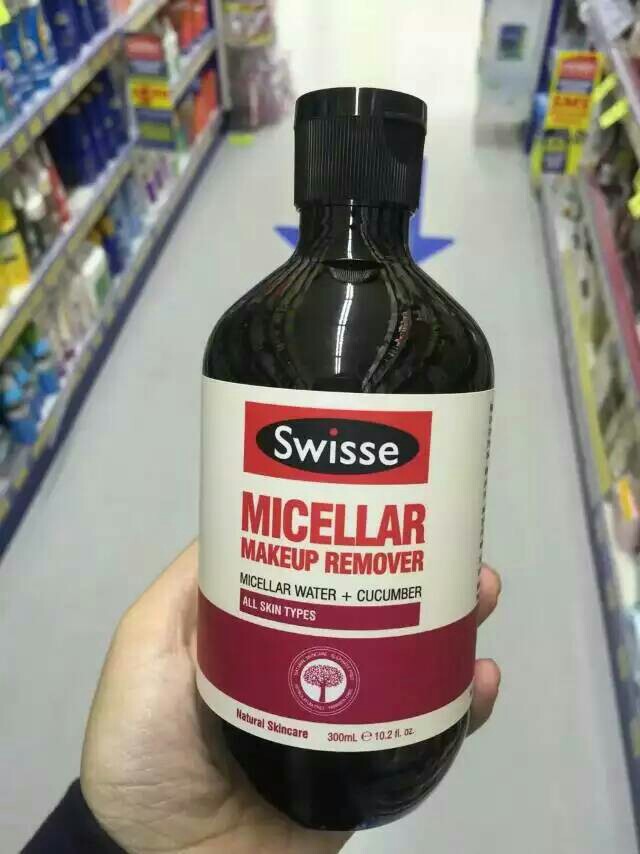 Swisse
MICELLAR
MAKEUP REMOVER
MICELLAR WATER + CUCUMBER
ALL SKIN TYPES
Natural Skincare
300mL ℮ 10.2 fl. oz.